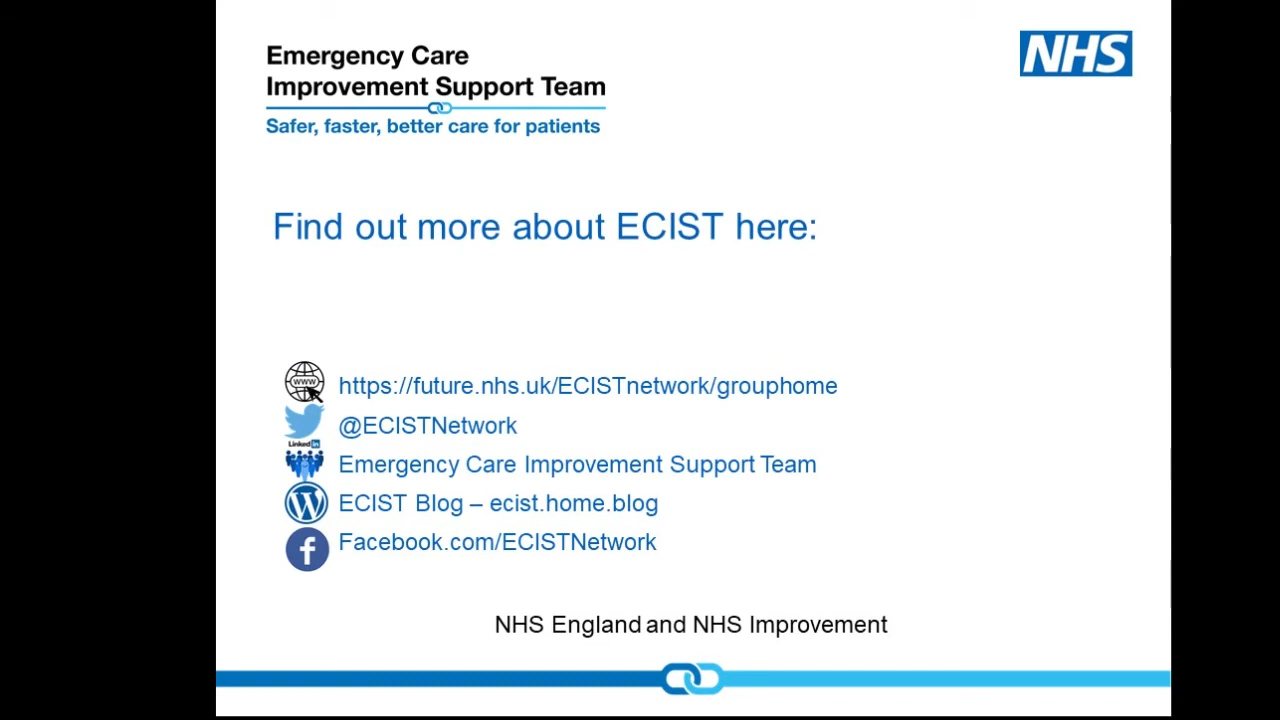 Emergency Care
Improvement Support Team
Safer, faster, better care for patients
NHS
Find out more about ECIST here:
www
https://future.nhs.uk/ECISTnetwork/grouphome
@ECISTNetwork
Linked in
Emergency Care Improvement Support Team
ECIST Blog – ecist.home.blog
Facebook.com/ECISTNetwork
NHS England and NHS Improvement